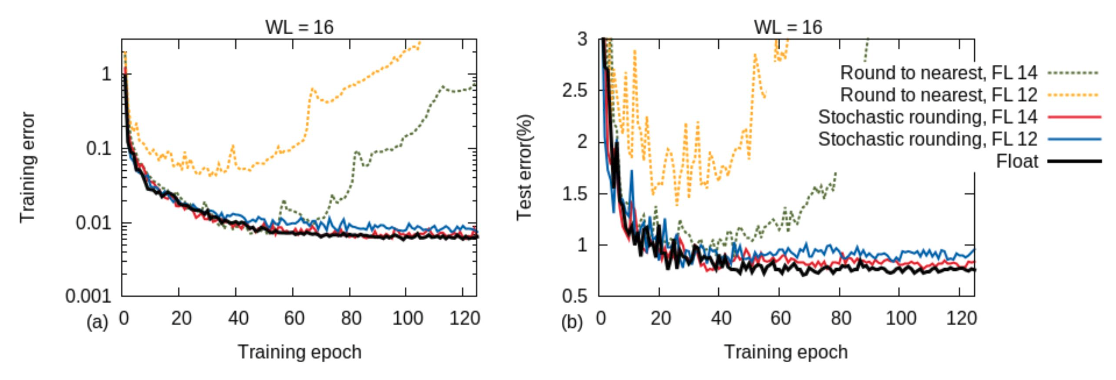 WL = 16
Training error
1
0.1
0.01
0.001
(a)
0 20 40 60 80 100 120
Training epoch
WL = 16
Test error(%)
3
2.5
2
1.5
1
0.5
(b)
0 20 40 60 80 100 120
Training epoch
Round to nearest, FL 14
Round to nearest, FL 12
Stochastic rounding, FL 14
Stochastic rounding, FL 12
Float